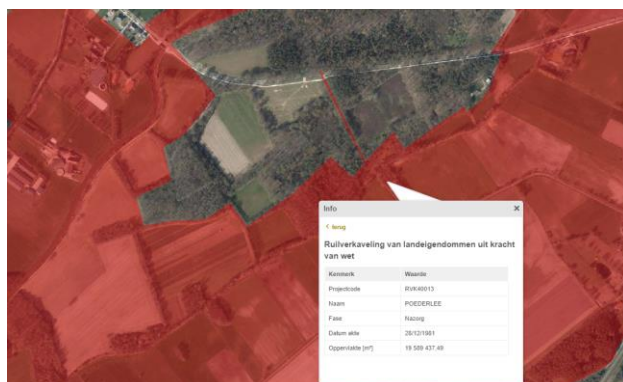 Info
×
< terug
Ruilverkaveling van landeigendommen uit kracht
van wet
Kenmerk Waarde
Projectcode RVK40013
Naam POEDERLEE
Fase Nazorg
Datum akte 28/12/1981
Oppervlakte [m²] 19 589 437.49